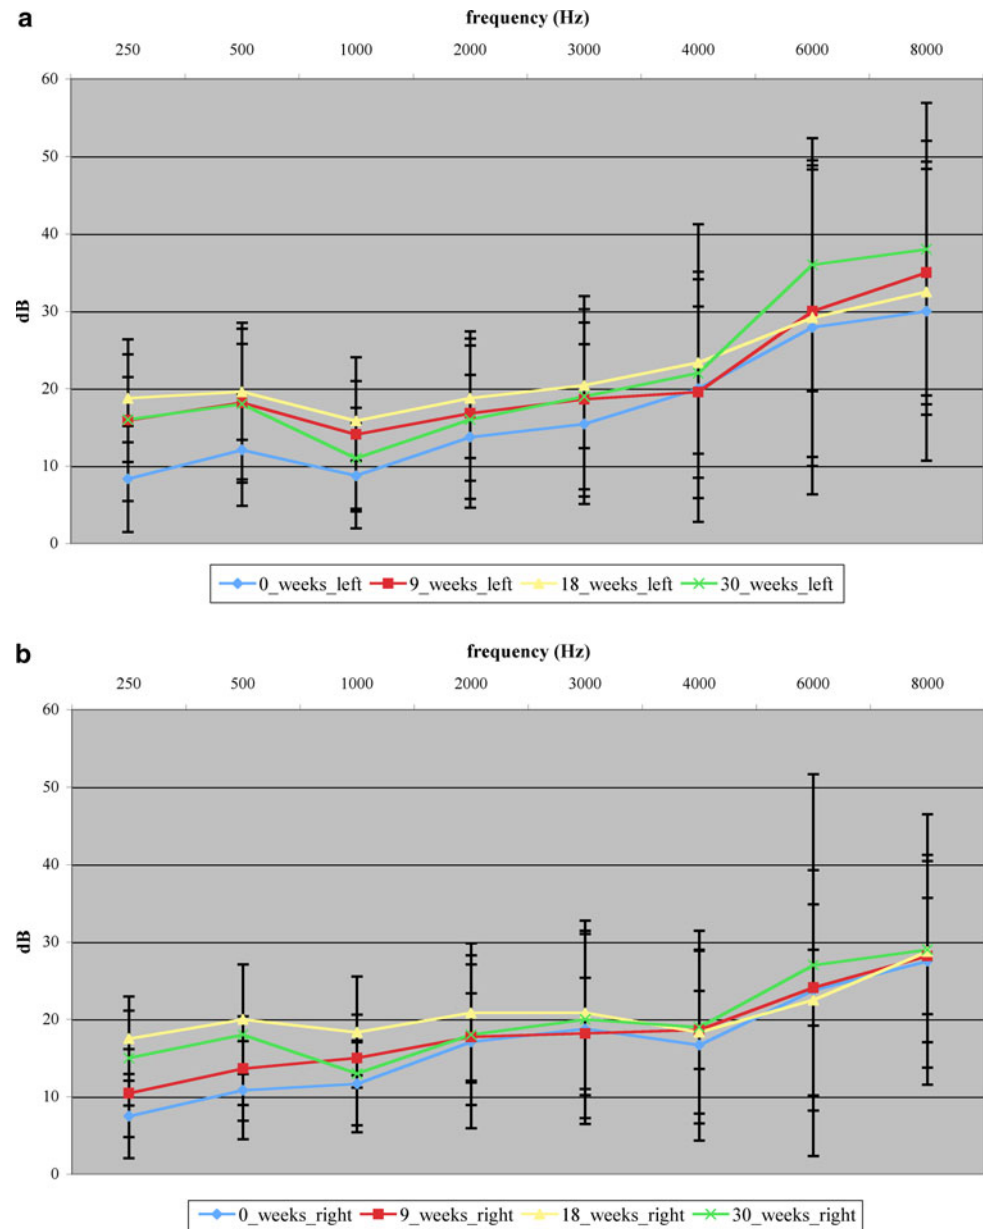 a
frequency (Hz)
250 500 1000 2000 3000 4000 6000 8000
60
50
40
30
20
10
0
dB
0_weeks_left 9_weeks_left 18_weeks_left 30_weeks_left
b
frequency (Hz)
250 500 1000 2000 3000 4000 6000 8000
60
50
40
30
20
10
0
dB
0_weeks_right 9_weeks_right 18_weeks_right 30_weeks_right